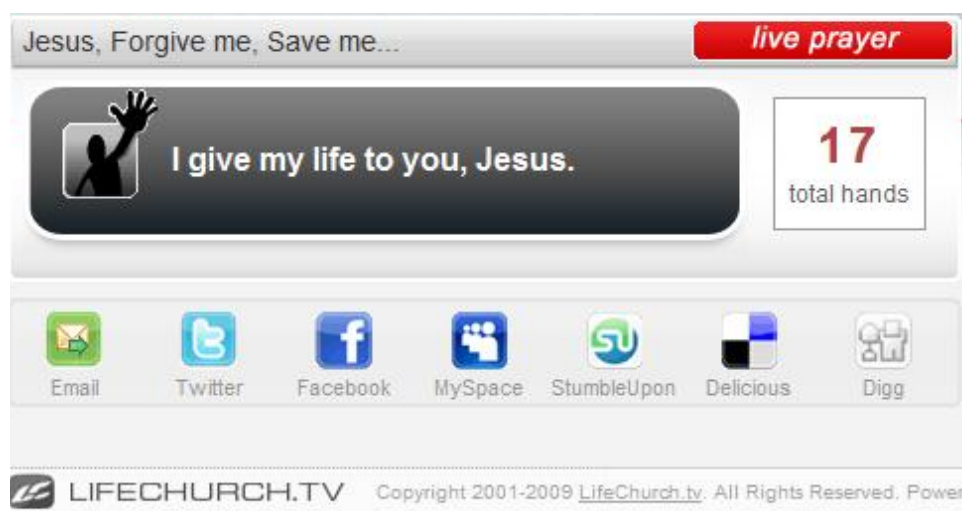 Jesus, Forgive me, Save me...
live prayer
I give my life to you, Jesus.
17
total hands
Email Twitter Facebook MySpace StumbleUpon Delicious Digg
LIFECHURCH.TV Copyright 2001-2009 LifeChurch.tv. All Rights Reserved. Power